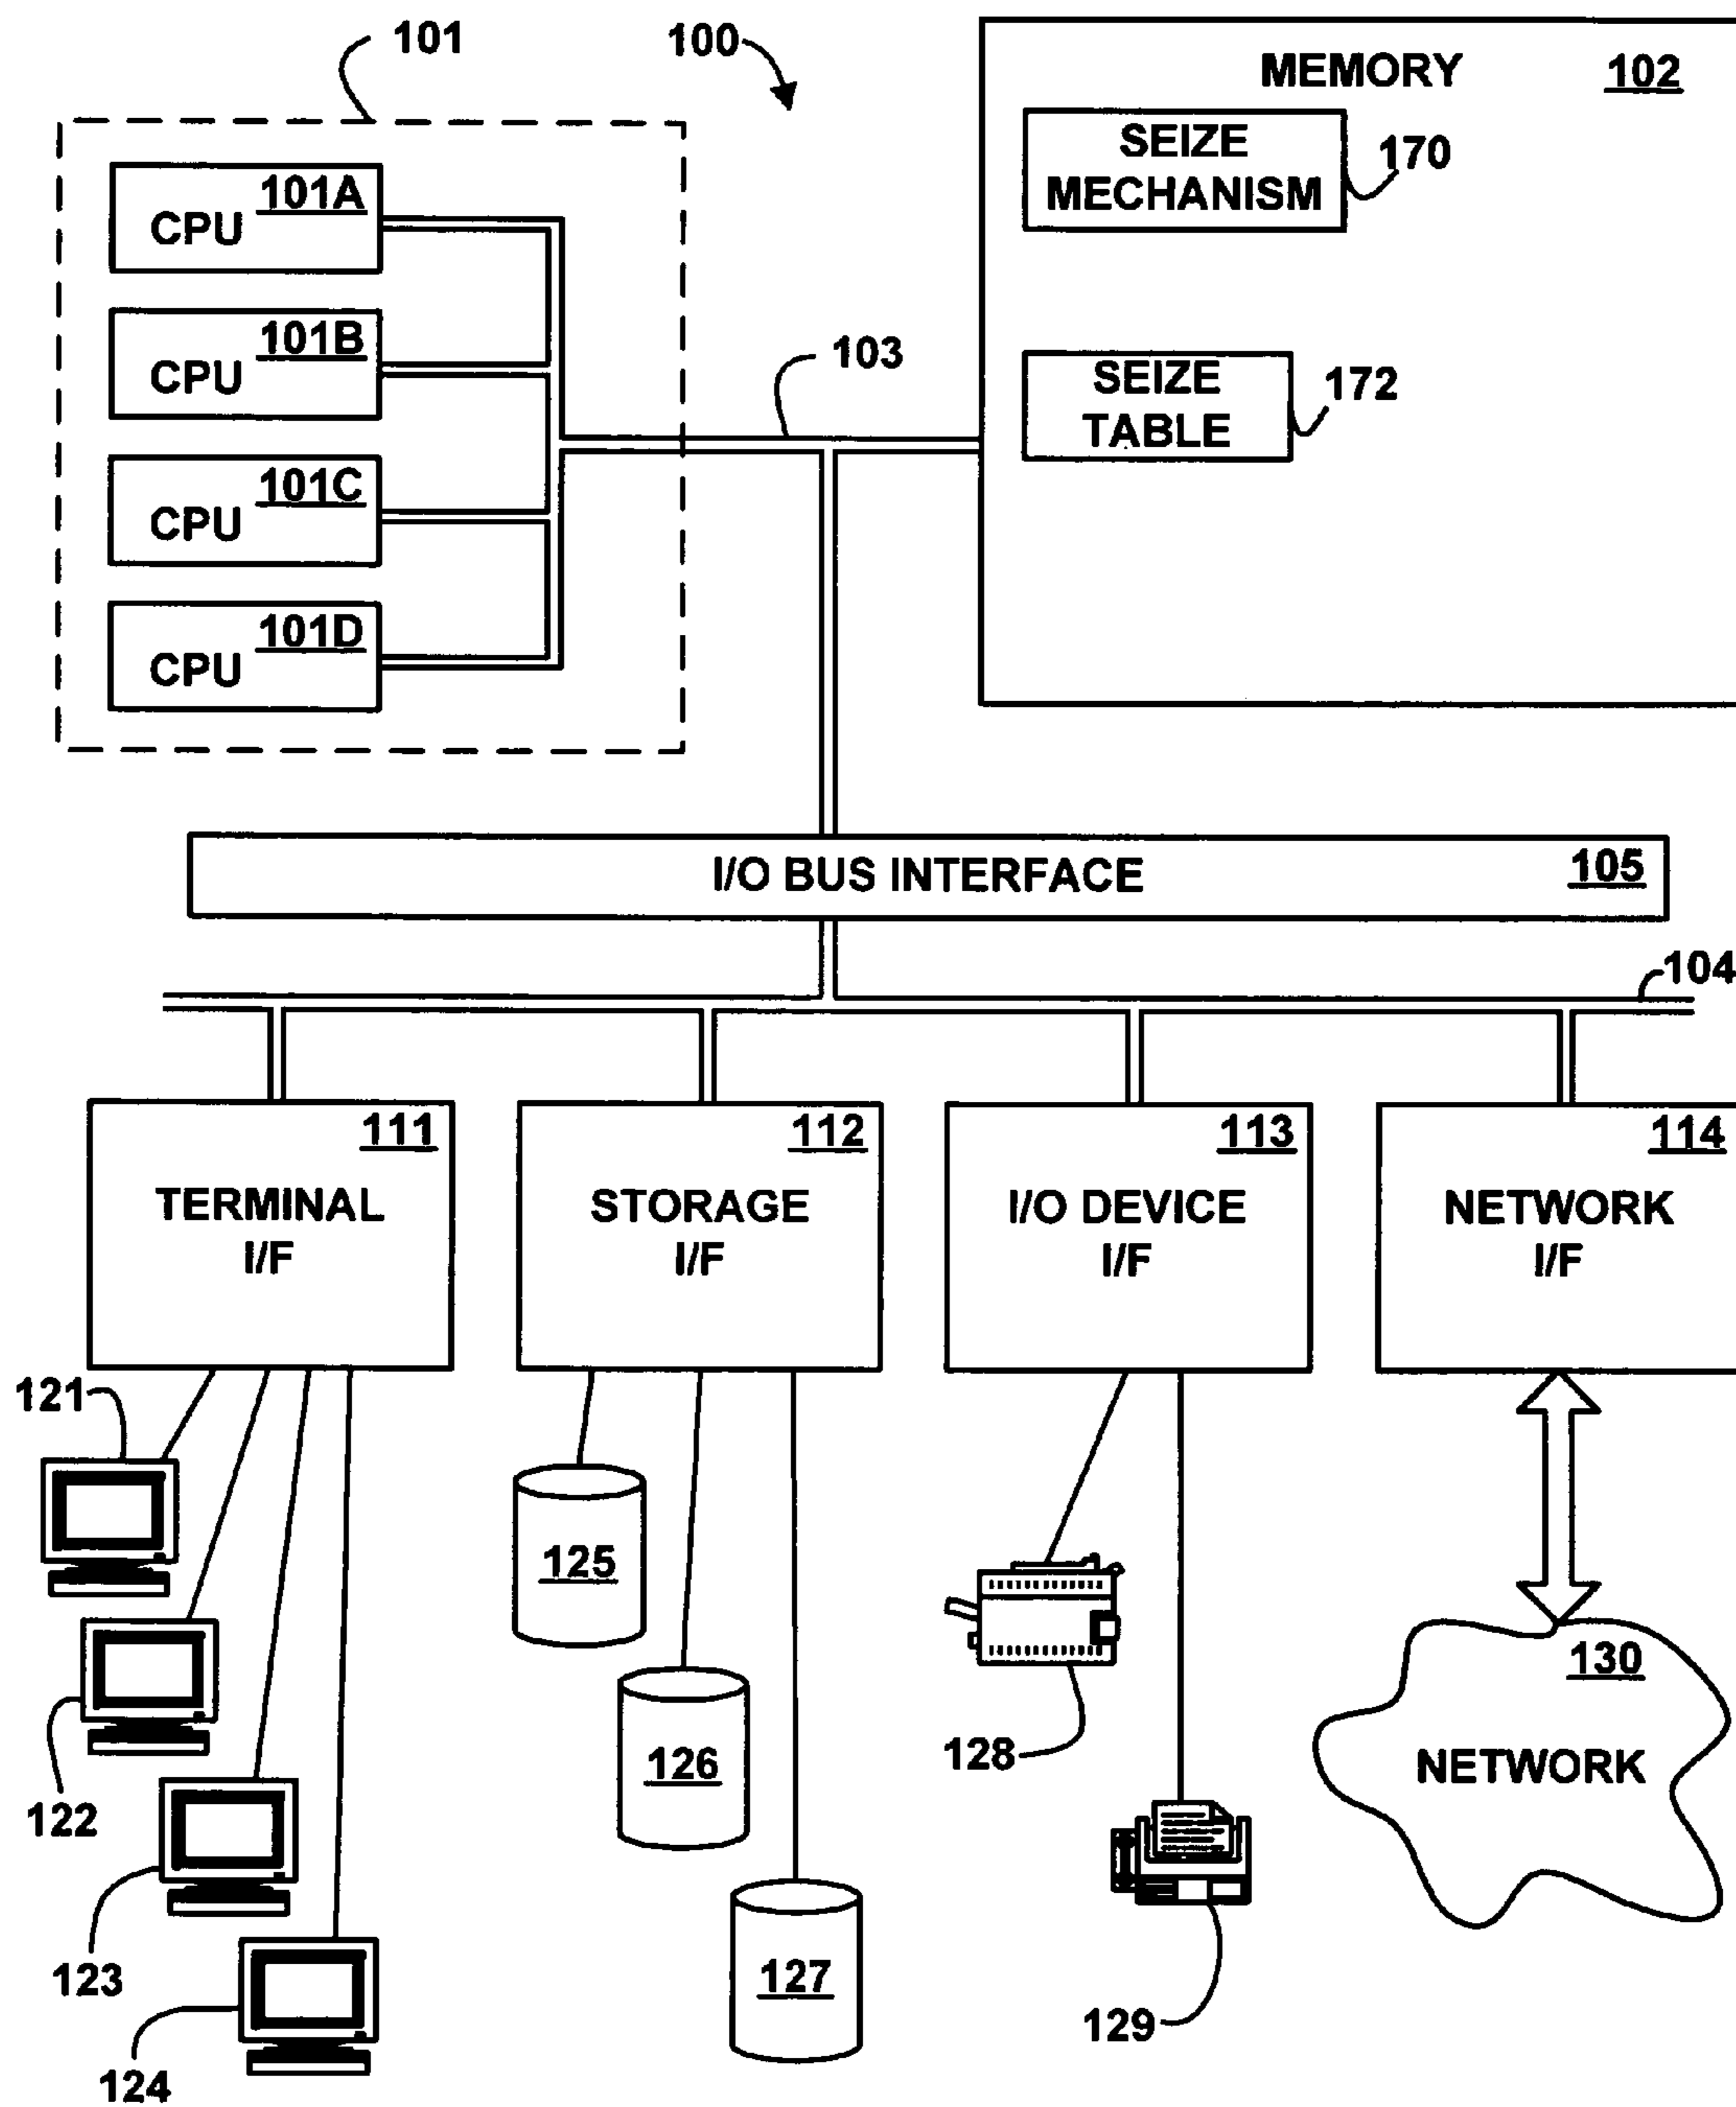 101
100
MEMORY 102
SEIZE
MECHANISM
170
SEIZE
TABLE
172
101A
CPU
101B
CPU
101C
CPU
101D
CPU
103
I/O BUS INTERFACE 105
104
111
TERMINAL
I/F
112
STORAGE
I/F
113
I/O DEVICE
I/F
114
NETWORK
I/F
121
122
123
124
125
126
127
128
129
130
NETWORK